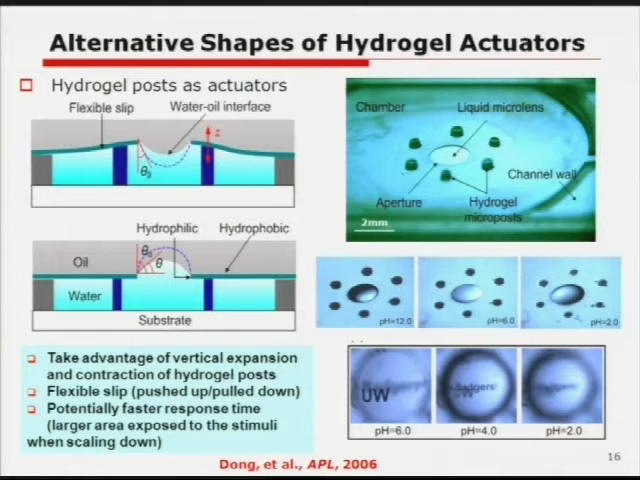 Alternative Shapes of Hydrogel Actuators
Hydrogel posts as actuators
Flexible slip
Water-oil interface
z
θ
Hydrophilic
Hydrophobic
θ
Oil
θ
Water
Substrate
Chamber
Liquid microlens
Channel wall
Aperture
Hydrogel
microposts
2mm
pH=12.0
pH=6.0
pH=2.0
UW
Badgers
pH=6.0
pH=4.0
pH=2.0
Take advantage of vertical expansion
and contraction of hydrogel posts
Flexible slip (pushed up/pulled down)
Potentially faster response time
(larger area exposed to the stimuli
when scaling down)
Dong, et al., APL, 2006
16